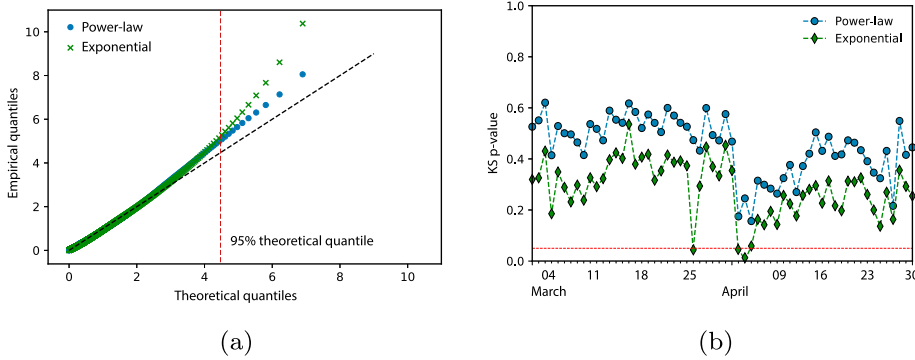 Power-law
Exponential
Empirical quantiles
10
8
6
4
2
0
95% theoretical quantile
0 2 4 6 8 10
Theoretical quantiles
(a)
Power-law
Exponential
KS p-value
1.0
0.8
0.6
0.4
0.2
0.0
04 11 18 25 09 16 23 30
March April
(b)